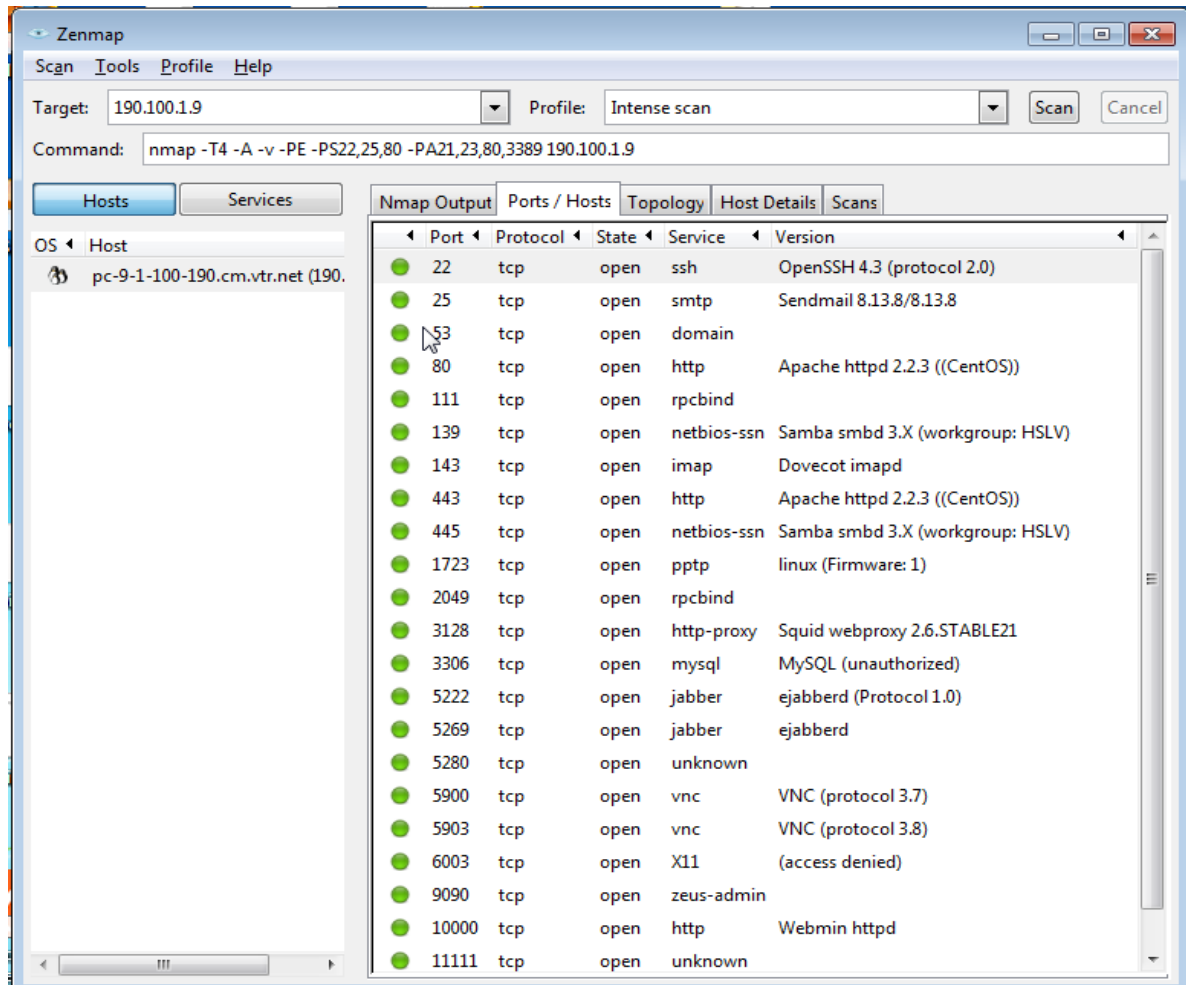 Zenmap
Scan Tools Profile Help
Target: 190.100.1.9 Profile: Intense scan Scan Cancel
Command: nmap -T4 -A -v -PE -PS22,25,80 -PA21,23,80,3389 190.100.1.9
Hosts Services
Nmap Output Ports / Hosts Topology Host Details Scans
OS Host
pc-9-1-100-190.cm.vtr.net (190.
Port Protocol State Service Version
22 tcp open ssh OpenSSH 4.3 (protocol 2.0)
25 tcp open smtp Sendmail 8.13.8/8.13.8
53 tcp open domain
80 tcp open http Apache httpd 2.2.3 ((CentOS))
111 tcp open rpcbind
139 tcp open netbios-ssn Samba smbd 3.X (workgroup: HSLV)
143 tcp open imap Dovecot imapd
443 tcp open http Apache httpd 2.2.3 ((CentOS))
445 tcp open netbios-ssn Samba smbd 3.X (workgroup: HSLV)
1723 tcp open pptp linux (Firmware: 1)
2049 tcp open rpcbind
3128 tcp open http-proxy Squid webproxy 2.6.STABLE21
3306 tcp open mysql MySQL (unauthorized)
5222 tcp open jabber ejabberd (Protocol 1.0)
5269 tcp open jabber ejabberd
5280 tcp open unknown
5900 tcp open vnc VNC (protocol 3.7)
5903 tcp open vnc VNC (protocol 3.8)
6003 tcp open X11 (access denied)
9090 tcp open zeus-admin
10000 tcp open http Webmin httpd
11111 tcp open unknown